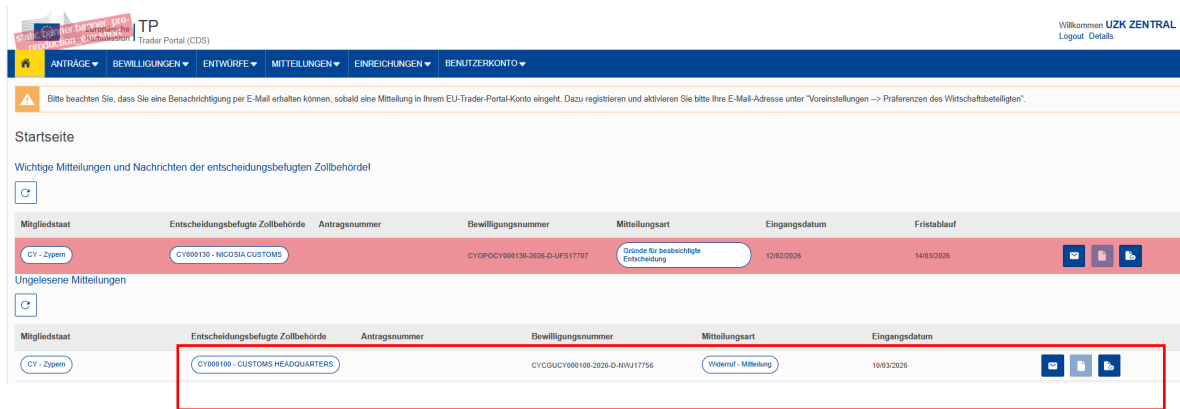 static banner.banner_pre-
production_
Europäische
Kommission
TP
Trader Portal (CDS)
Willkommen UZK ZENTRAL
Logout Details
ANTRÄGE BEWILLIGUNGEN ENTWÜRFE MITTEILUNGEN EINREICHUNGEN BENUTZERKONTO
Bitte beachten Sie, dass Sie eine Benachrichtigung per E-Mail erhalten können, sobald eine Mitteilung in Ihrem EU-Trader-Portal-Konto eingeht. Dazu registrieren und aktivieren Sie bitte Ihre E-Mail-Adresse unter "Voreinstellungen --> Präferenzen des Wirtschaftsbeteiligten".
Startseite
Wichtige Mitteilungen und Nachrichten der entscheidungsbefugten Zollbehörde!
Mitgliedstaat Entscheidungsbefugte Zollbehörde Antragsnummer Bewilligungsnummer Mitteilungsart Eingangsdatum Fristablauf
CY - Zypern CY000130 - NICOSIA CUSTOMS CYOPOCY000130-2026-D-UFS17707 Gründe für beabsichtigte 12/02/2026 14/03/2026
Entscheidung
Ungelesene Mitteilungen
Mitgliedstaat Entscheidungsbefugte Zollbehörde Antragsnummer Bewilligungsnummer Mitteilungsart Eingangsdatum
CY - Zypern CY000100 - CUSTOMS HEADQUARTERS CYCGUCY000100-2026-D-NWJ17756 Widerruf - Mitteilung 10/03/2026